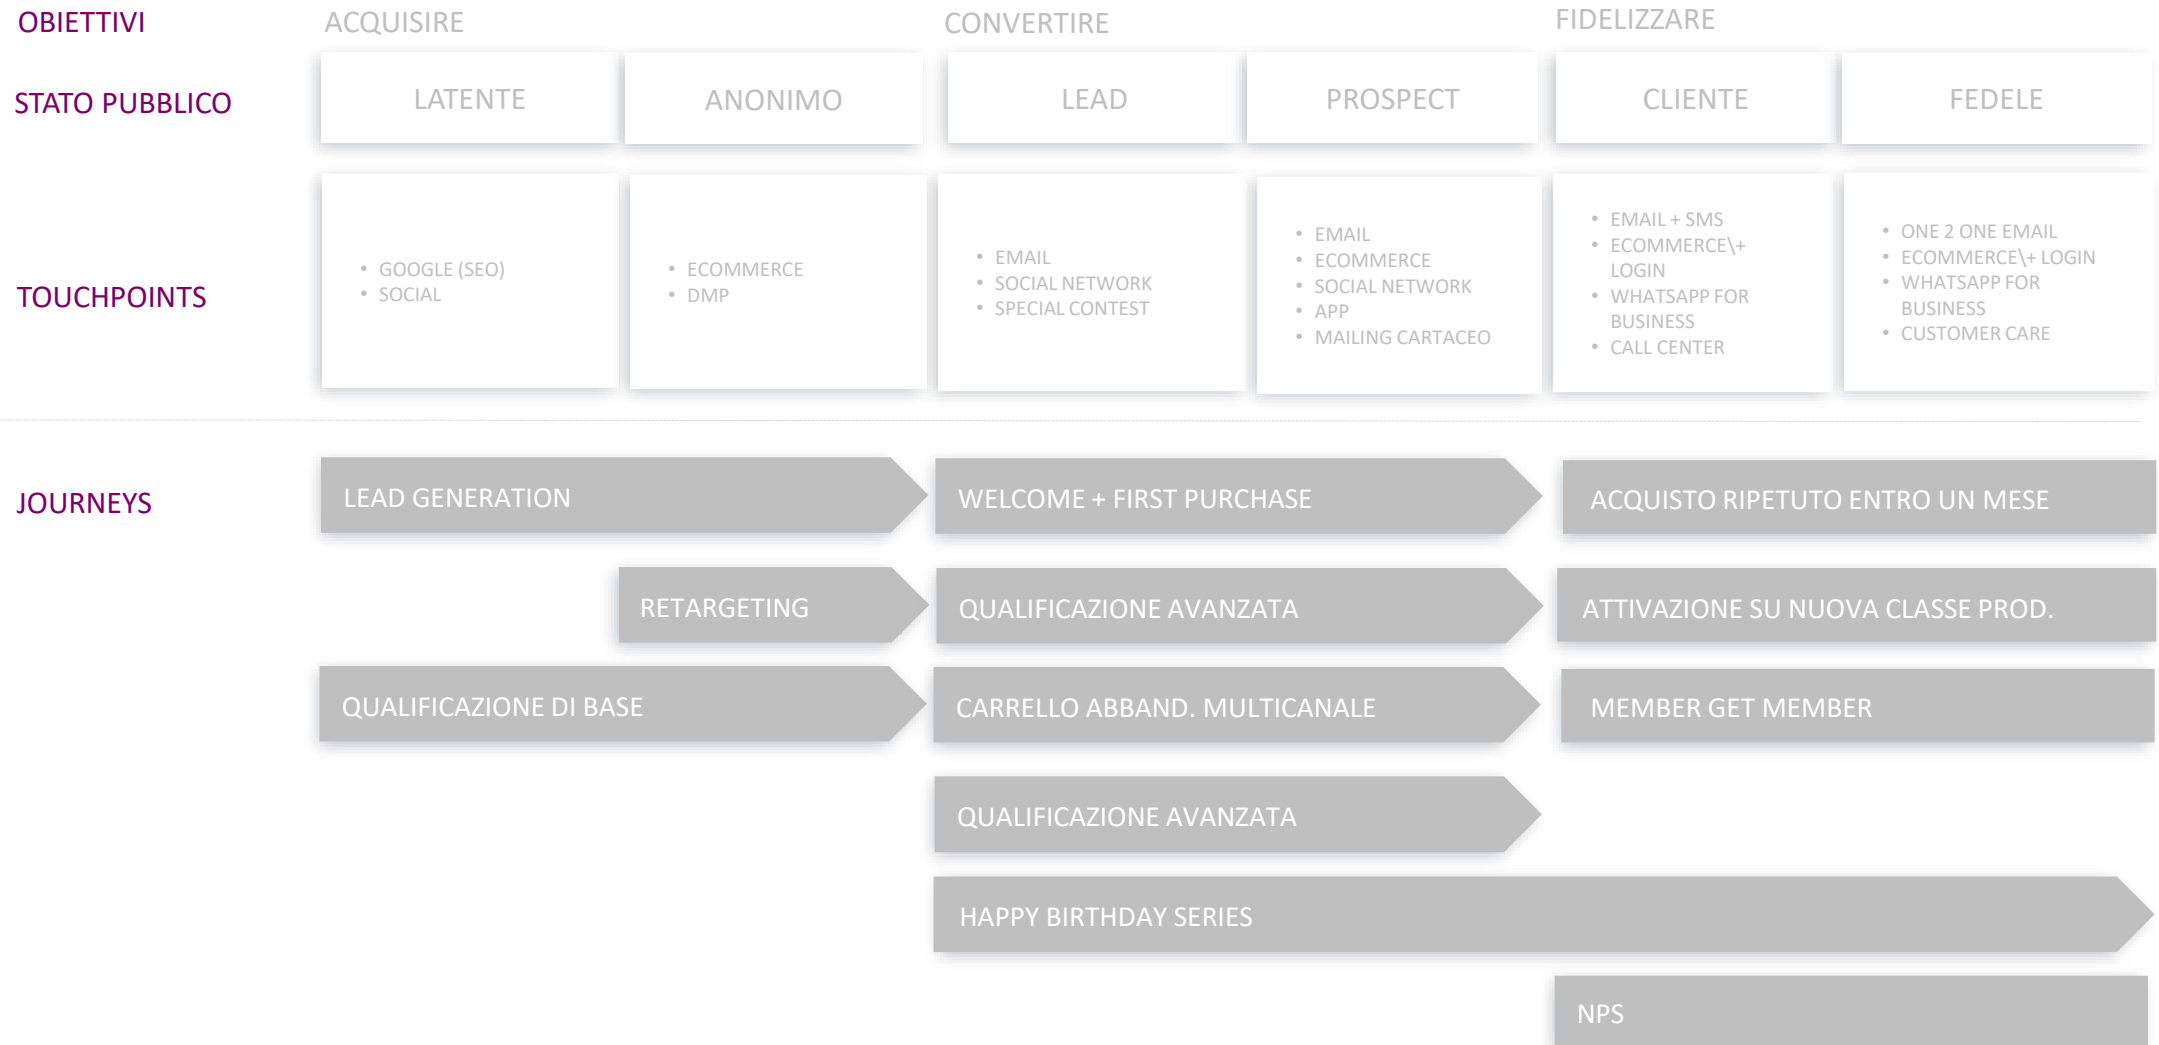 OBIETTIVI
ACQUISIRE
CONVERTIRE
FIDELIZZARE
STATO PUBBLICO
LATENTE
ANONIMO
LEAD
PROSPECT
CLIENTE
FEDELE
TOUCHPOINTS
• GOOGLE (SEO)
• SOCIAL
• ECOMMERCE
• DMP
• EMAIL
• SOCIAL NETWORK
• SPECIAL CONTEST
• EMAIL
• ECOMMERCE
• SOCIAL NETWORK
• APP
• MAILING CARTACEO
• EMAIL + SMS
• ECOMMERCE\+
LOGIN
• WHATSAPP FOR
BUSINESS
• CALL CENTER
• ONE 2 ONE EMAIL
• ECOMMERCE\+ LOGIN
• WHATSAPP FOR
BUSINESS
• CUSTOMER CARE
JOURNEYS
LEAD GENERATION
WELCOME + FIRST PURCHASE
ACQUISTO RIPETUTO ENTRO UN MESE
RETARGETING
QUALIFICAZIONE AVANZATA
ATTIVAZIONE SU NUOVA CLASSE PROD.
QUALIFICAZIONE DI BASE
CARRELLO ABBAND. MULTICANALE
MEMBER GET MEMBER
QUALIFICAZIONE AVANZATA
HAPPY BIRTHDAY SERIES
NPS